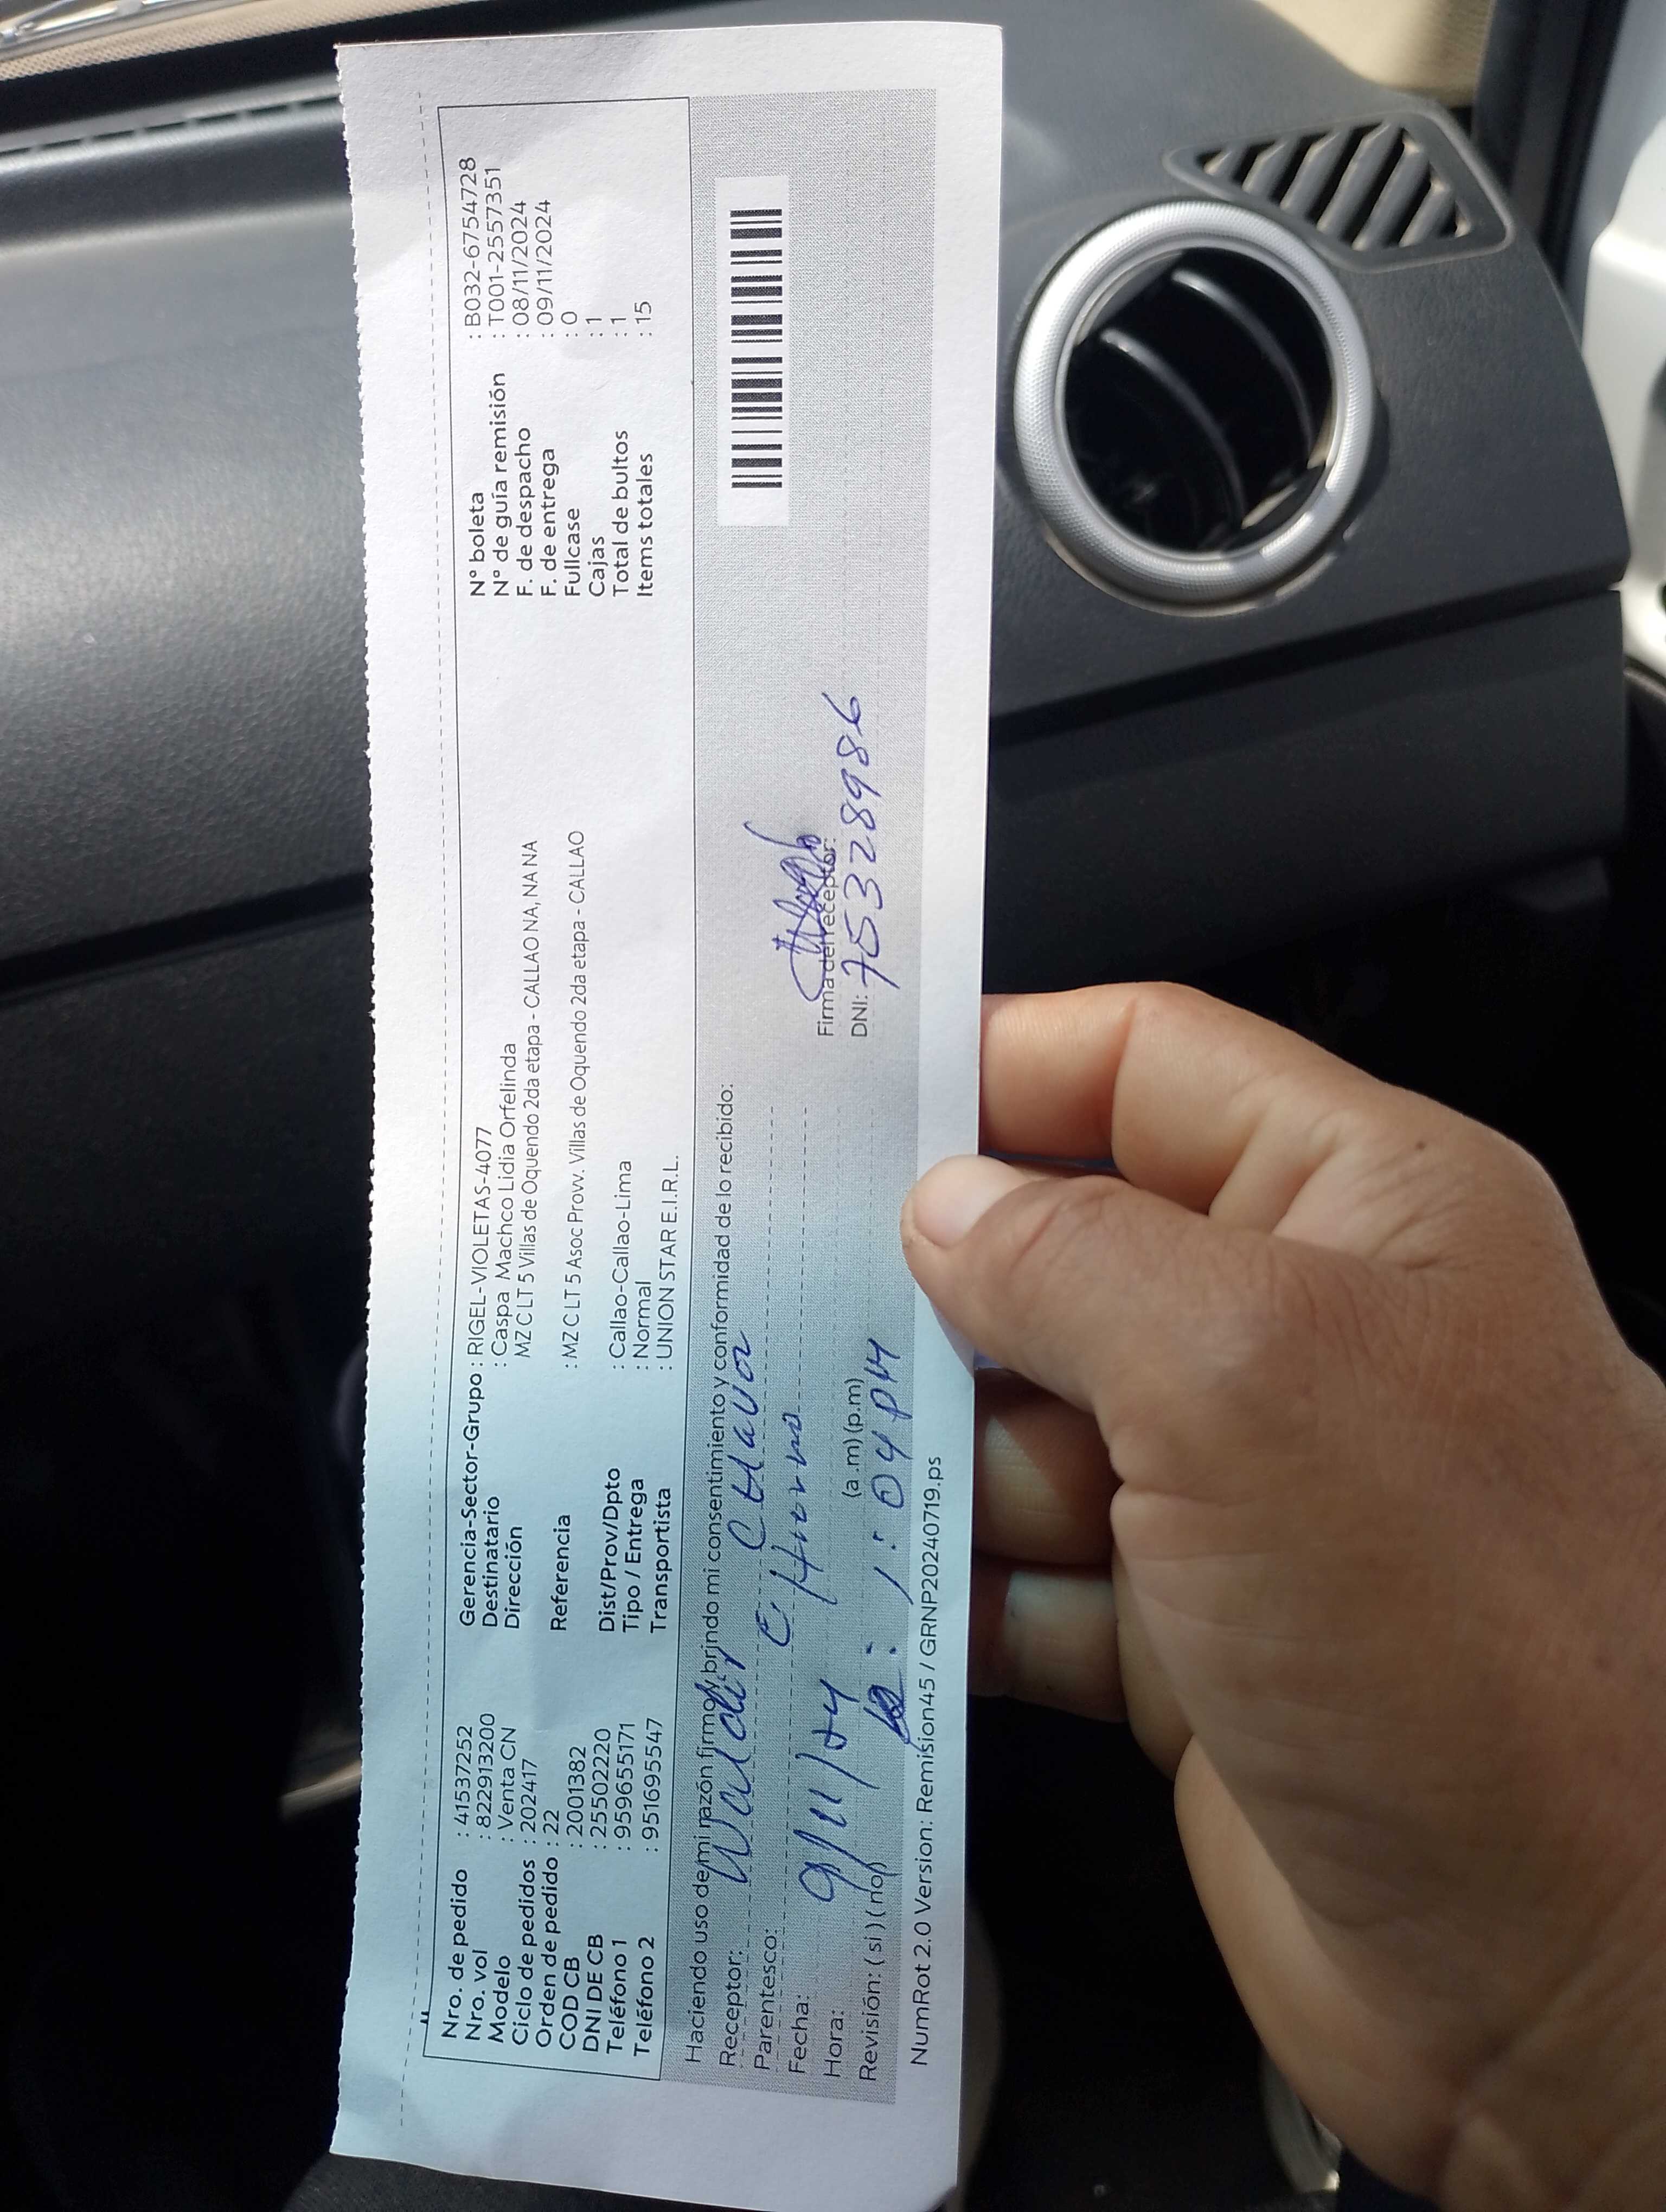 Nro. de pedido : 41537252
Nro. vol : 822913200
Modelo : Venta CN
Ciclo de pedidos : 202417
Orden de pedido : 22
COD CB : 2001382
DNI DE CB : 25502220
Teléfono 1 : 959655171
Teléfono 2 : 951695547
Gerencia-Sector-Grupo : RIGEL-VIOLETAS-4077
Destinatario : Caspa Machco Lidia Orfelinda
Dirección MZ C LT 5 Villas de Oquendo 2da etapa - CALLAO NA, NA NA
Referencia : MZ C LT 5 Asoc Provv. Villas de Oquendo 2da etapa - CALLAO
Dist/Prov/Dpto : Callao-Callao-Lima
Tipo / Entrega : Normal
Transportista : UNION STAR E.I.R.L.
N° boleta : B032-6754728
N° de guía remisión : T001-2557351
F. de despacho : 08/11/2024
F. de entrega : 09/11/2024
Fullcase : 0
Cajas : 1
Total de bultos : 1
Items totales : 15
Haciendo uso de mi razón firmo y brindo mi consentimiento y conformidad de lo recibido:
Receptor: Waldir
Parentesco:
Fecha: 9/11/24
Hora: (a.m) (p.m) 1:04 PM
Revisión: ( si ) ( no )
Firma del receptor:
DNI: 75328986
NumRot 2.0 Version: Remision45 / GRNP20240719.ps